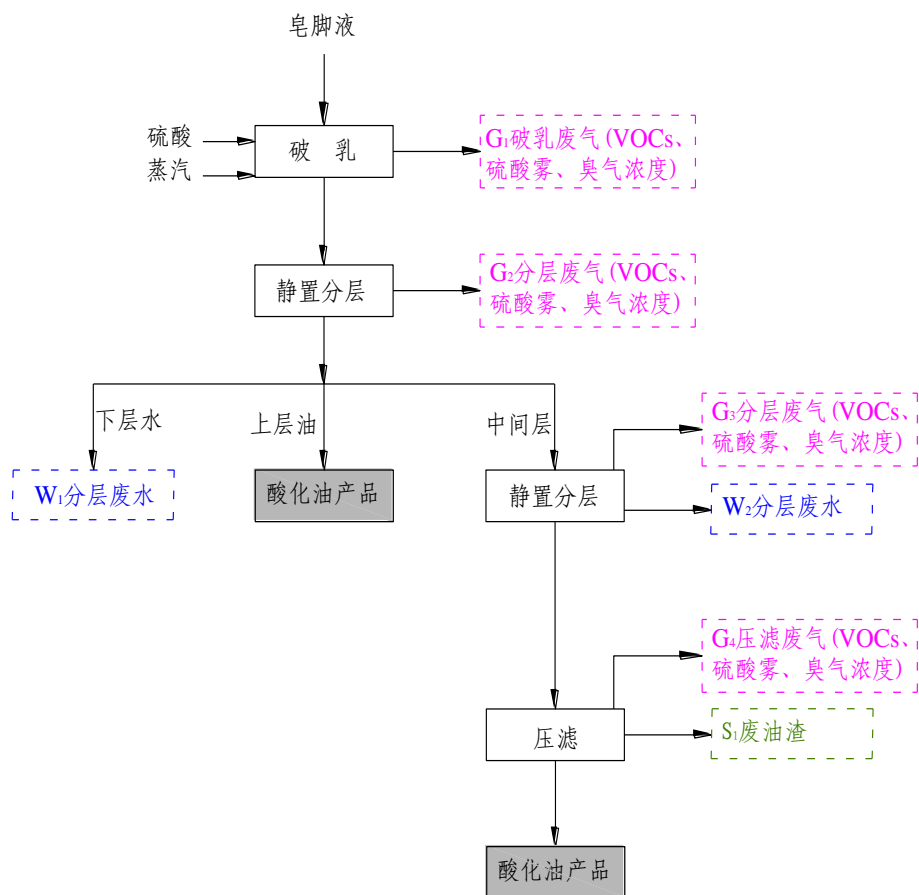 皂脚液
硫酸
蒸汽
破 乳
G₁破乳废气(VOCs、
硫酸雾、臭气浓度)
静置分层
G₂分层废气(VOCs、
硫酸雾、臭气浓度)
下层水
上层油
中间层
G₃分层废气(VOCs、
硫酸雾、臭气浓度)
W₁分层废水
酸化油产品
静置分层
W₂分层废水
G₄压滤废气(VOCs、
硫酸雾、臭气浓度)
压滤
S₁废油渣
酸化油产品